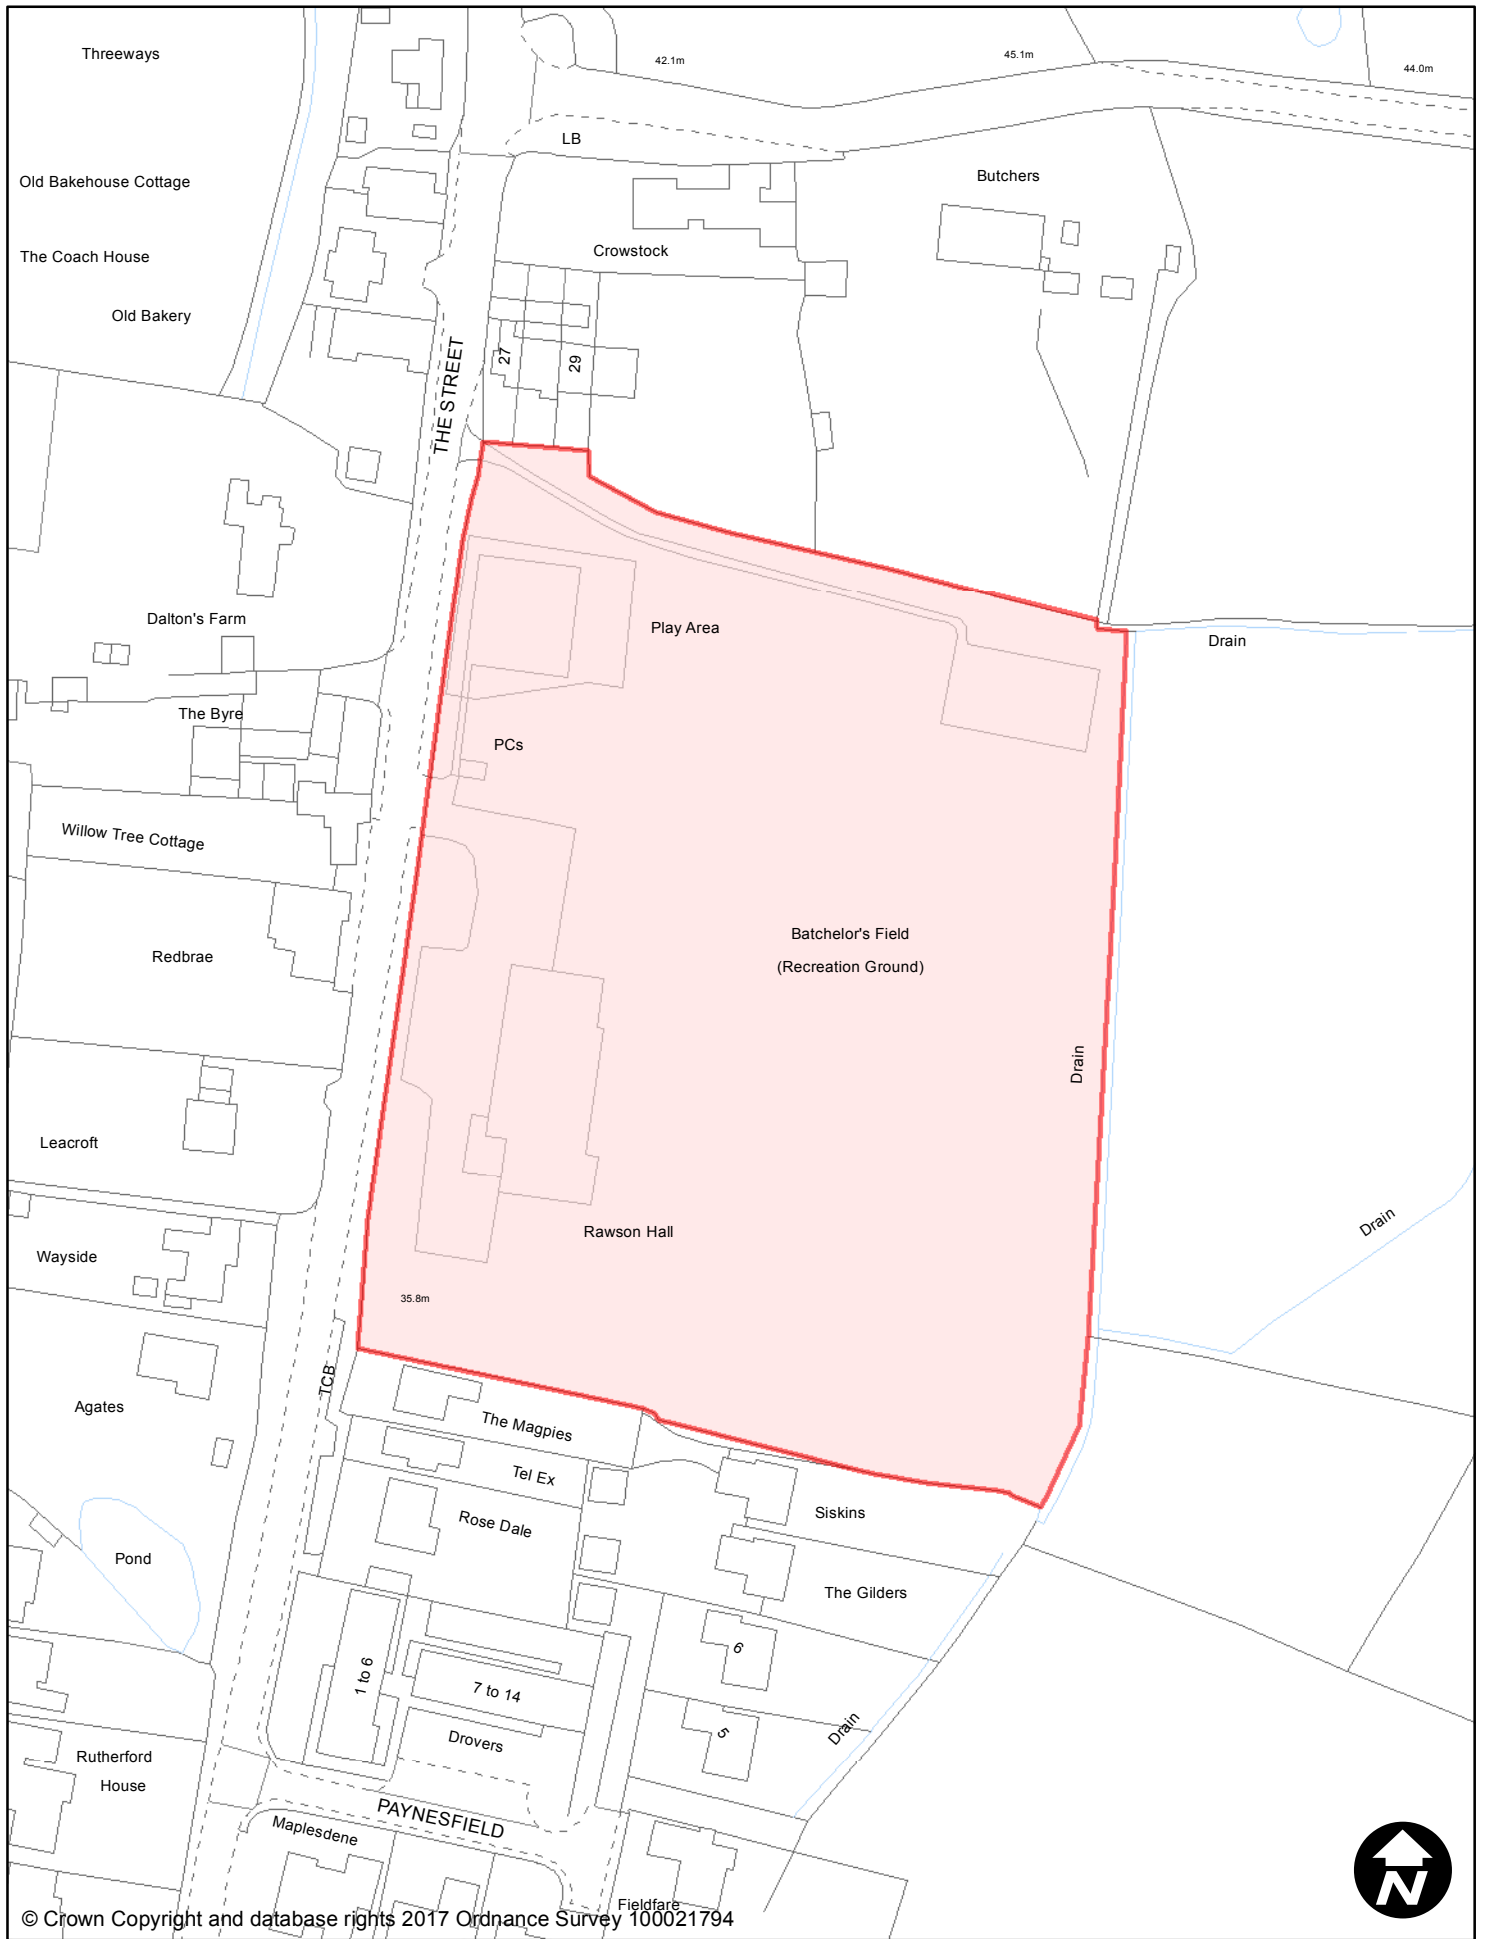 Threeways
42.1m
45.1m
44.0m
LB
Old Bakehouse Cottage
Butchers
The Coach House
Crowstock
Old Bakery
THE STREET
27
29
Dalton's Farm
Play Area
Drain
The Byre
PCs
Willow Tree Cottage
Batchelor's Field
(Recreation Ground)
Redbrae
Drain
Leacroft
Drain
Rawson Hall
Wayside
35.8m
TCB
Agates
The Magpies
Tel Ex
Siskins
Rose Dale
Pond
The Gilders
6
1 to 6
7 to 14
5
Drain
Drovers
Rutherford
House
PAYNESFIELD
Maplesdene
Fieldfare
N
© Crown Copyright and database rights 2017 Ordnance Survey 100021794